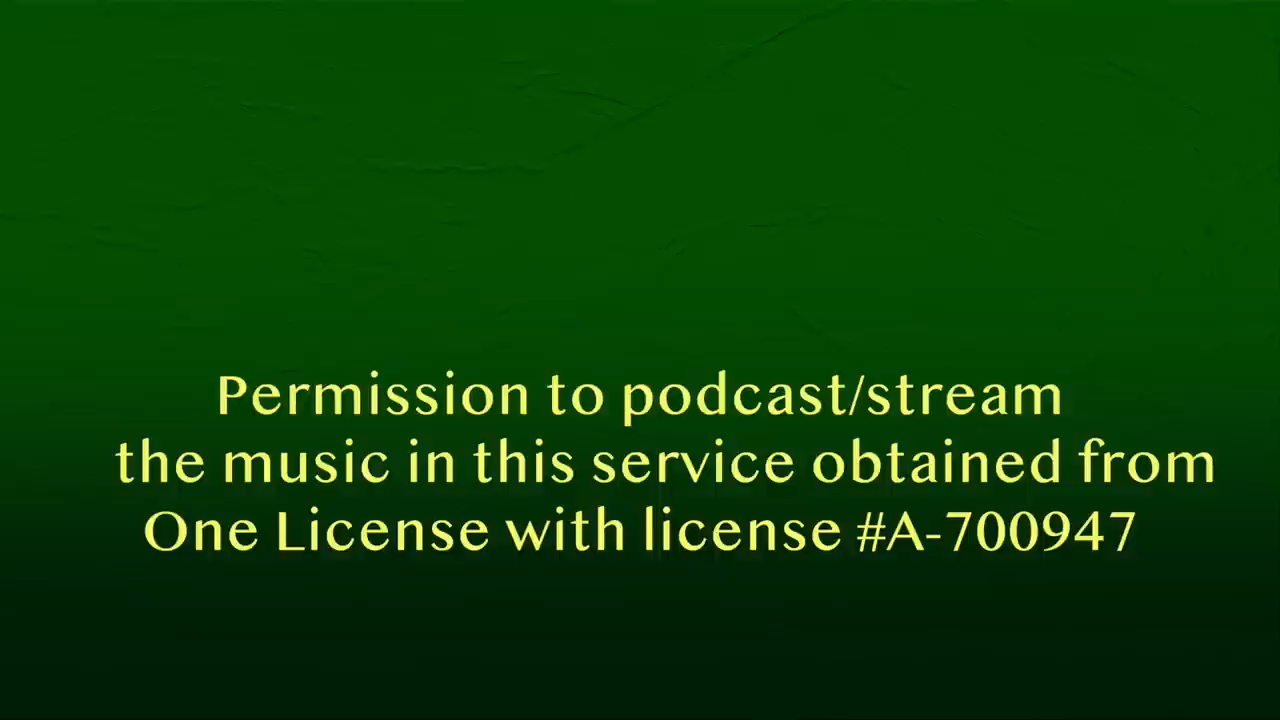 Permission to podcast/stream
the music in this service obtained from
One License with license #A-700947